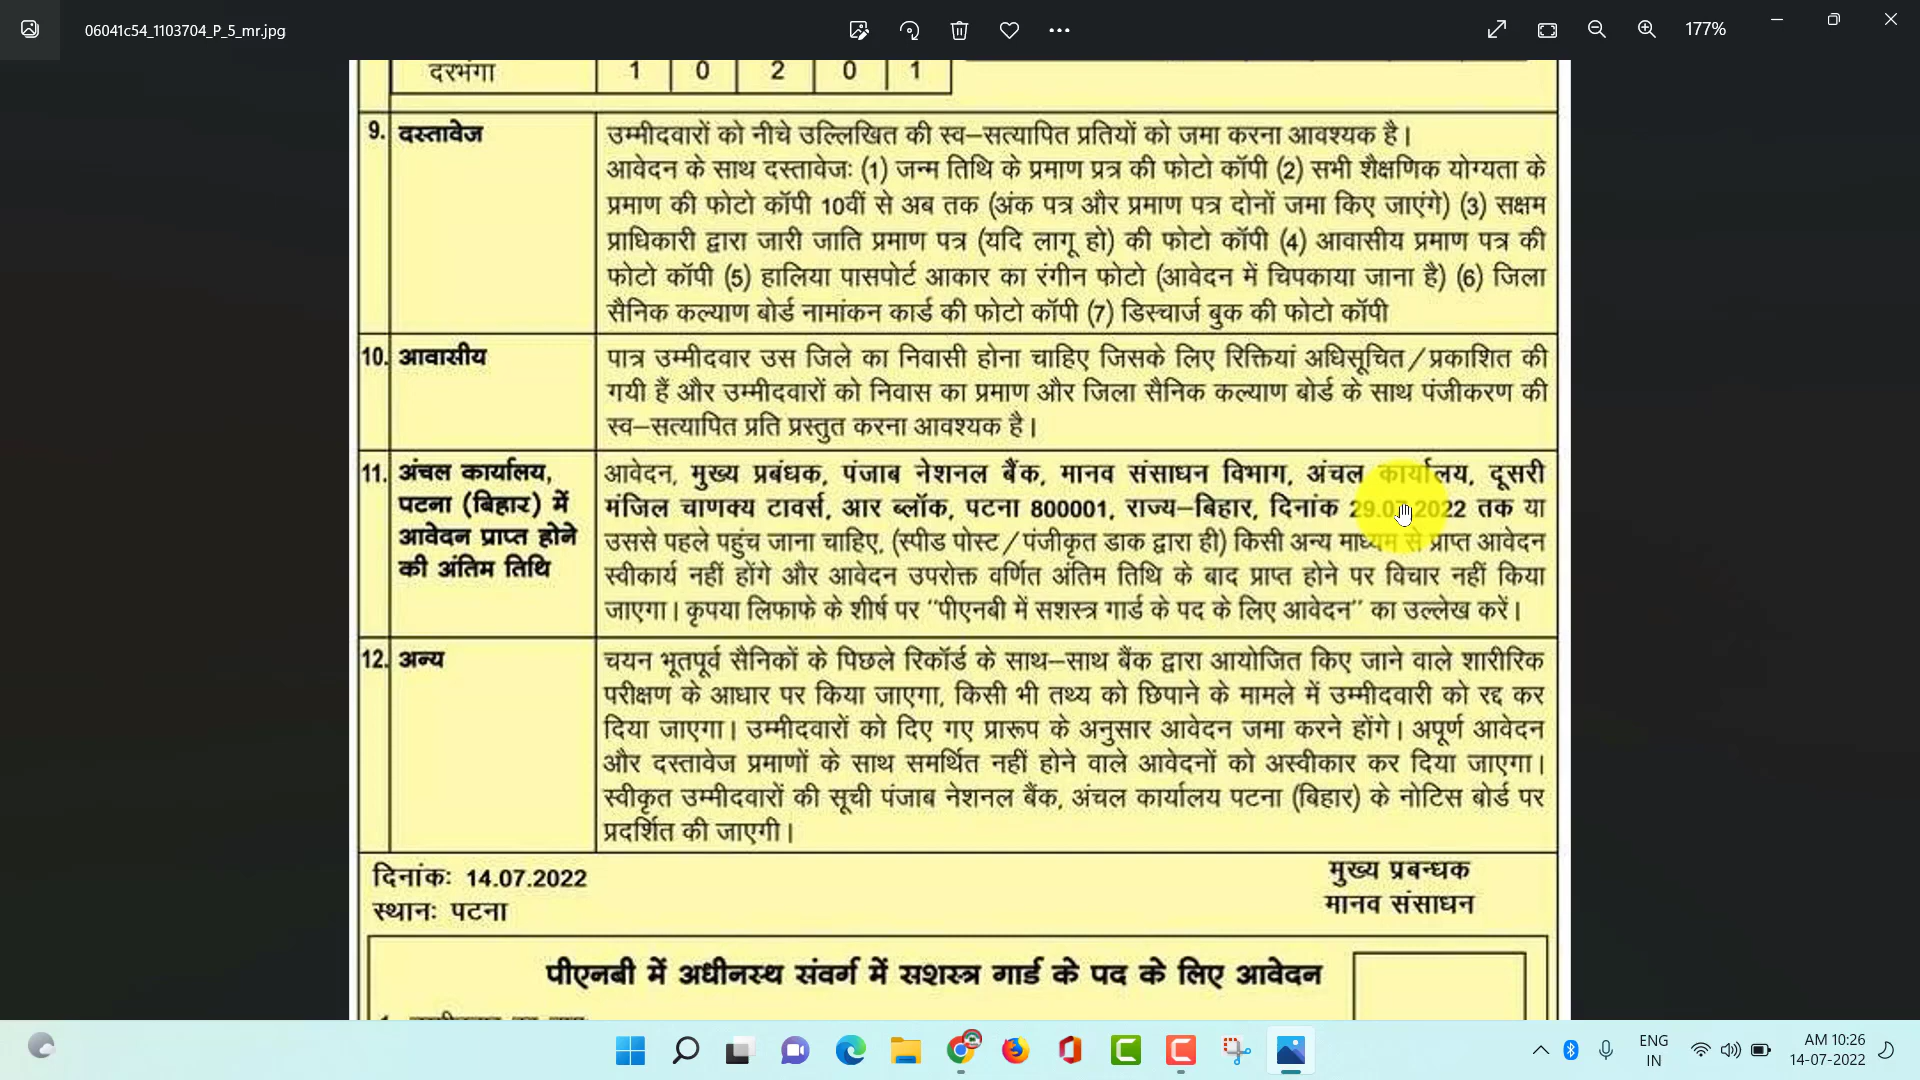 06041c54_1103704_P_5_mr.jpg
177%
दरभंगा 1 0 2 0 1
9. दस्तावेज
उम्मीदवारों को नीचे उल्लिखित की स्व–सत्यापित प्रतियों को जमा करना आवश्यक है।
आवेदन के साथ दस्तावेजः (1) जन्म तिथि के प्रमाण प्रत्र की फोटो कॉपी (2) सभी शैक्षणिक योग्यता के
प्रमाण की फोटो कॉपी 10वीं से अब तक (अंक पत्र और प्रमाण पत्र दोनों जमा किए जाएंगे) (3) सक्षम
प्राधिकारी द्वारा जारी जाति प्रमाण पत्र (यदि लागू हो) की फोटो कॉपी (4) आवासीय प्रमाण पत्र की
फोटो कॉपी (5) हालिया पासपोर्ट आकार का रंगीन फोटो (आवेदन में चिपकाया जाना है) (6) जिला
सैनिक कल्याण बोर्ड नामांकन कार्ड की फोटो कॉपी (7) डिस्चार्ज बुक की फोटो कॉपी
10. आवासीय
पात्र उम्मीदवार उस जिले का निवासी होना चाहिए जिसके लिए रिक्तियां अधिसूचित/प्रकाशित की
गयी हैं और उम्मीदवारों को निवास का प्रमाण और जिला सैनिक कल्याण बोर्ड के साथ पंजीकरण की
स्व–सत्यापित प्रति प्रस्तुत करना आवश्यक है।
11. अंचल कार्यालय,
पटना (बिहार) में
आवेदन प्राप्त होने
की अंतिम तिथि
आवेदन, मुख्य प्रबंधक, पंजाब नेशनल बैंक, मानव संसाधन विभाग, अंचल कार्यालय, दूसरी
मंजिल चाणक्य टावर्स, आर ब्लॉक, पटना 800001, राज्य–बिहार, दिनांक 29.07.2022 तक या
उससे पहले पहुंच जाना चाहिए, (स्पीड पोस्ट/पंजीकृत डाक द्वारा ही) किसी अन्य माध्यम से प्राप्त आवेदन
स्वीकार्य नहीं होंगे और आवेदन उपरोक्त वर्णित अंतिम तिथि के बाद प्राप्त होने पर विचार नहीं किया
जाएगा। कृपया लिफाफे के शीर्ष पर "पीएनबी में सशस्त्र गार्ड के पद के लिए आवेदन" का उल्लेख करें।
12. अन्य
चयन भूतपूर्व सैनिकों के पिछले रिकॉर्ड के साथ–साथ बैंक द्वारा आयोजित किए जाने वाले शारीरिक
परीक्षण के आधार पर किया जाएगा, किसी भी तथ्य को छिपाने के मामले में उम्मीदवारी को रद्द कर
दिया जाएगा। उम्मीदवारों को दिए गए प्रारूप के अनुसार आवेदन जमा करने होंगे। अपूर्ण आवेदन
और दस्तावेज प्रमाणों के साथ समर्थित नहीं होने वाले आवेदनों को अस्वीकार कर दिया जाएगा।
स्वीकृत उम्मीदवारों की सूची पंजाब नेशनल बैंक, अंचल कार्यालय पटना (बिहार) के नोटिस बोर्ड पर
प्रदर्शित की जाएगी।
दिनांकः 14.07.2022
स्थानः पटना
मुख्य प्रबन्धक
मानव संसाधन
पीएनबी में अधीनस्थ संवर्ग में सशस्त्र गार्ड के पद के लिए आवेदन
ENG
IN
AM 10:26
14-07-2022